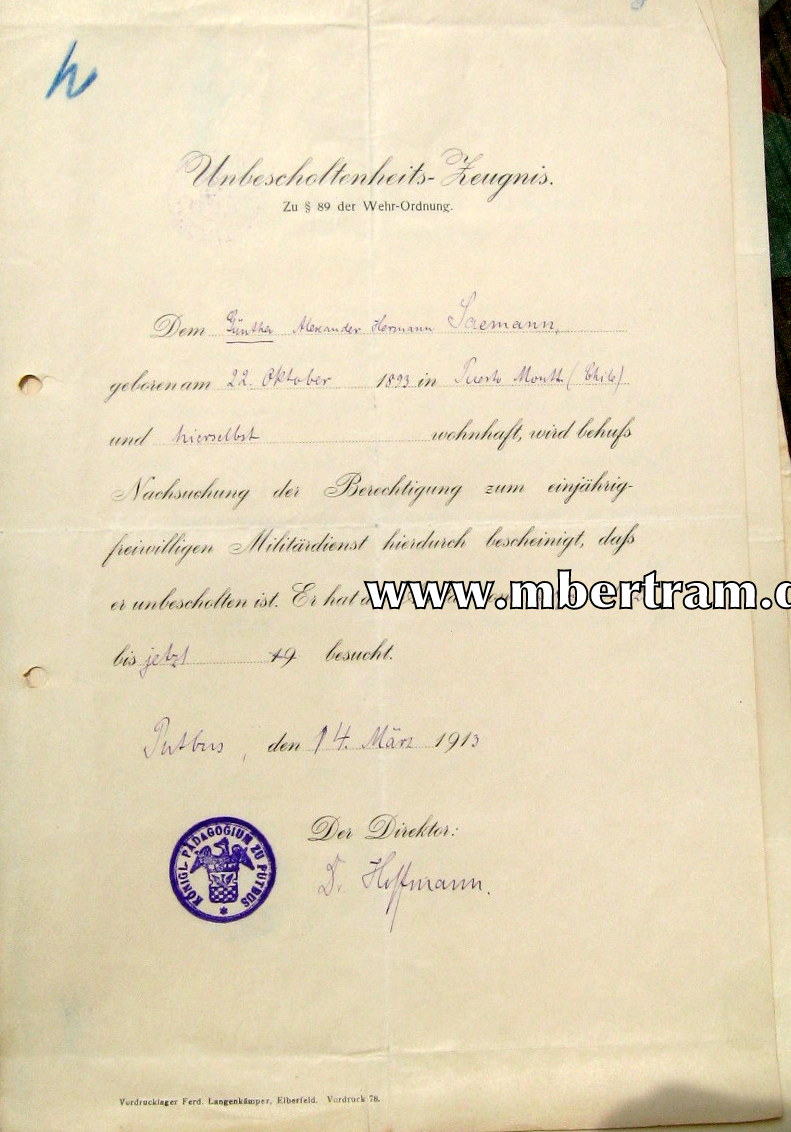 Unbescholtenheits-Zeugnis.
Zu § 89 der Wehr-Ordnung.
Dem Günther Alexander Hermann Saemann,
geboren am 22. Oktober 1893 in Puerto Montt (Chile)
und hierselbst wohnhaft, wird behufs
Nachsuchung der Berechtigung zum einjährig-
freiwilligen Militärdienst hierdurch bescheinigt, daß
er unbescholten ist. Er hat
www.mbertram.d
bis jetzt 19 besucht.
Putbus, den 14. März 1913
Der Direktor:
KÖNIGL. PÄDAGOGIUM ZU PUTBUS
Dr. Hoffmann.
Vordrucklager Ferd. Langenkämper, Elberfeld. Vordruck 78.